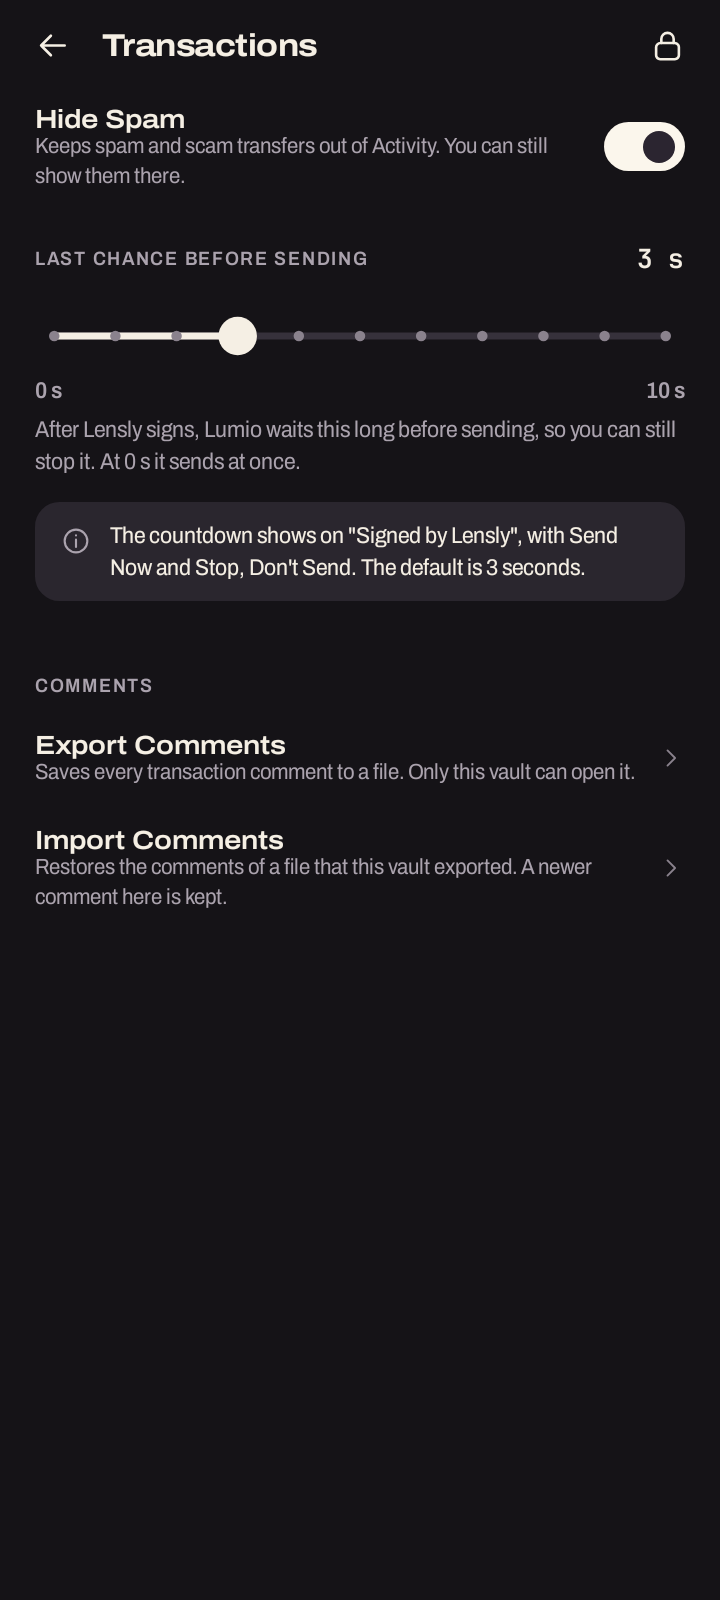 Transactions
Hide Spam
Keeps spam and scam transfers out of Activity. You can still
show them there.
LAST CHANCE BEFORE SENDING
3 s
0 s
10 s
After Lensly signs, Lumio waits this long before sending, so you can still
stop it. At 0 s it sends at once.
The countdown shows on "Signed by Lensly", with Send
Now and Stop, Don't Send. The default is 3 seconds.
COMMENTS
Export Comments
Saves every transaction comment to a file. Only this vault can open it.
Import Comments
Restores the comments of a file that this vault exported. A newer
comment here is kept.